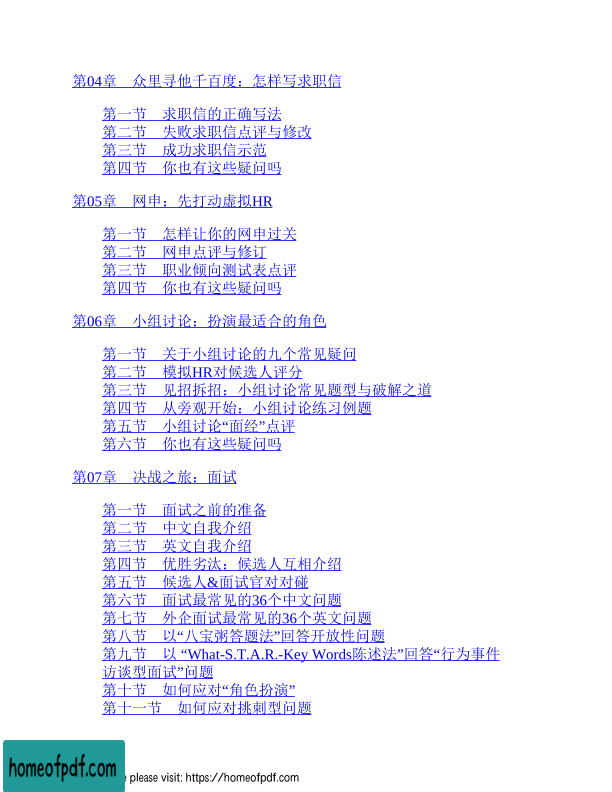 第04章　众里寻他千百度：怎样写求职信
第一节　求职信的正确写法
第二节　失败求职信点评与修改
第三节　成功求职信示范
第四节　你也有这些疑问吗
第05章　网申：先打动虚拟HR
第一节　怎样让你的网申过关
第二节　网申点评与修订
第三节　职业倾向测试表点评
第四节　你也有这些疑问吗
第06章　小组讨论：扮演最适合的角色
第一节　关于小组讨论的九个常见疑问
第二节　模拟HR对候选人评分
第三节　见招拆招：小组讨论常见题型与破解之道
第四节　从旁观开始：小组讨论练习例题
第五节　小组讨论“面经”点评
第六节　你也有这些疑问吗
第07章　决战之旅：面试
第一节　面试之前的准备
第二节　中文自我介绍
第三节　英文自我介绍
第四节　优胜劣汰：候选人互相介绍
第五节　候选人&面试官对对碰
第六节　面试最常见的36个中文问题
第七节　外企面试最常见的36个英文问题
第八节　以“八宝粥答题法”回答开放性问题
第九节　以 “What-S.T.A.R.-Key Words陈述法”回答“行为事件
访谈型面试”问题
第十节　如何应对“角色扮演”
第十一节　如何应对挑刺型问题
homeofpdf.com
please visit: https://homeofpdf.com